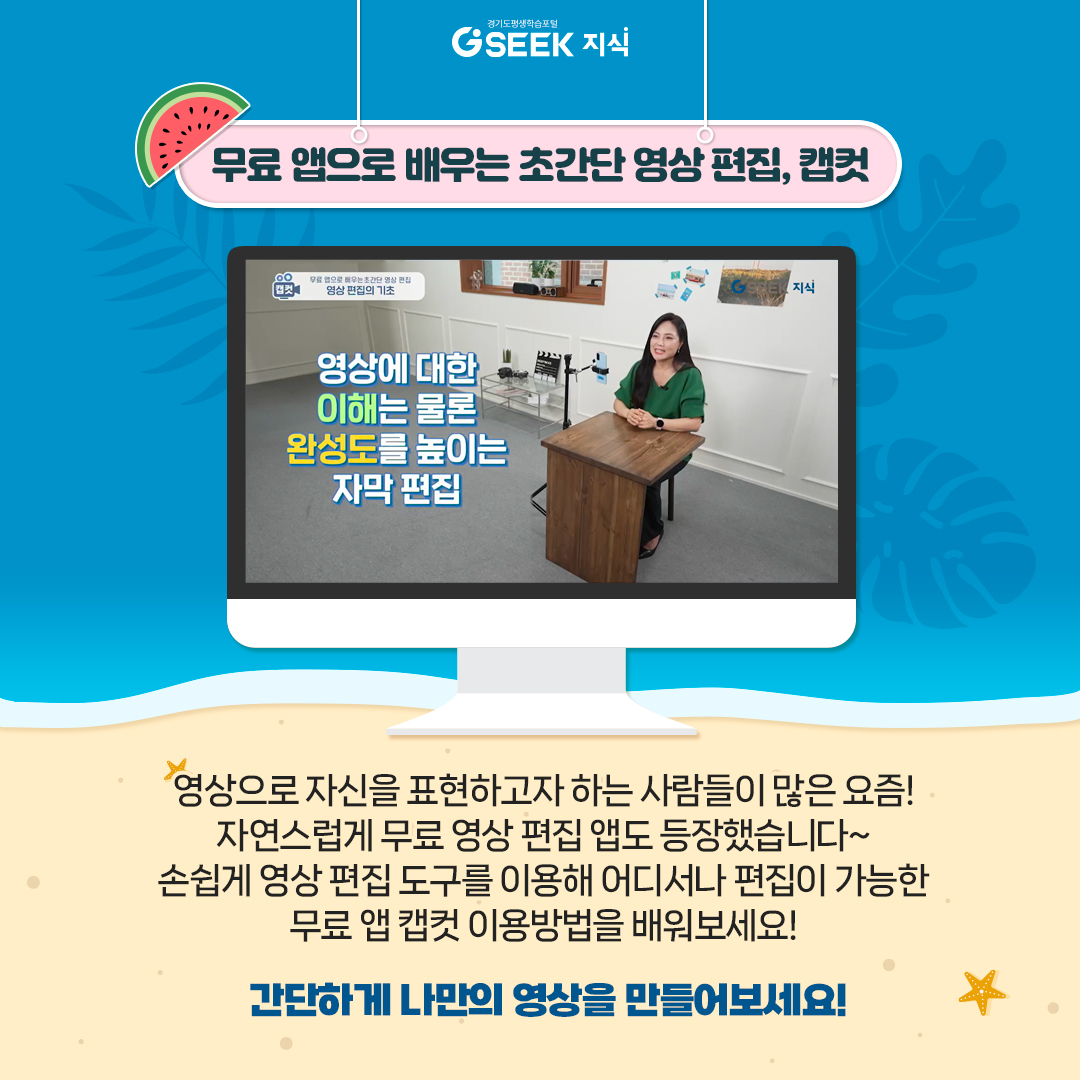 경기도평생학습포털
GSEEK 지식
무료 앱으로 배우는 초간단 영상 편집, 캡컷
캡컷
무료 앱으로 배우는 초간단 영상 편집
영상 편집의 기초
GSEEK 지식
영상에 대한
이해는 물론
완성도를 높이는
자막 편집
영상으로 자신을 표현하고자 하는 사람들이 많은 요즘!
자연스럽게 무료 영상 편집 앱도 등장했습니다~
손쉽게 영상 편집 도구를 이용해 어디서나 편집이 가능한
무료 앱 캡컷 이용방법을 배워보세요!
간단하게 나만의 영상을 만들어보세요!